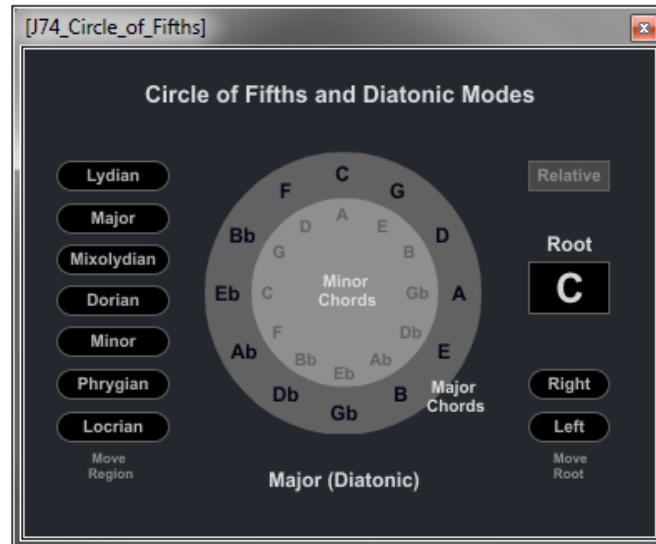 [J74_Circle_of_Fifths]
x
Circle of Fifths and Diatonic Modes
Lydian
Major
Mixolydian
Dorian
Minor
Phrygian
Locrian
Move
Region
C
G
D
A
E
B
Gb
Db
Ab
Eb
Bb
F
A
E
B
Gb
Db
Ab
Eb
Bb
F
C
G
D
Minor
Chords
Major
Chords
Major (Diatonic)
Relative
Root
C
Right
Left
Move
Root